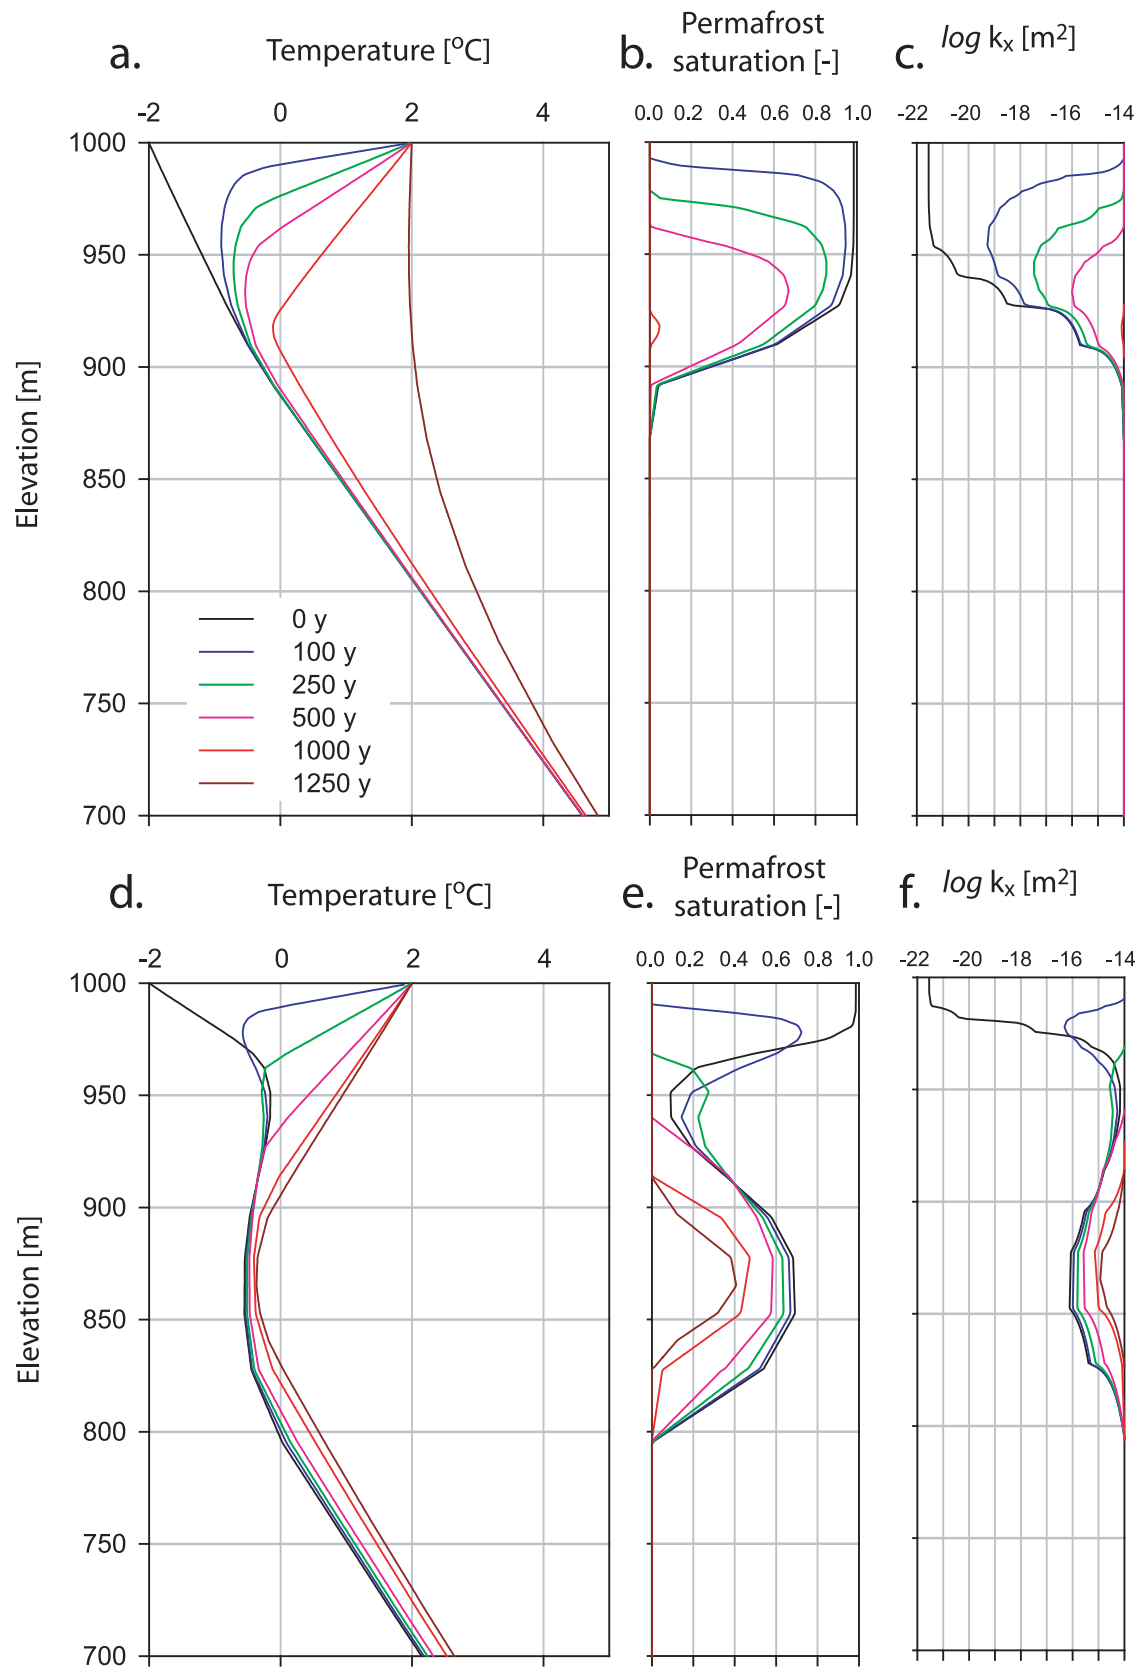 a.
Temperature [ºC]
b.
Permafrost
saturation [-]
c.
log kx [m²]
-2 0 2 4
0.0 0.2 0.4 0.6 0.8 1.0
-22 -20 -18 -16 -14
1000
950
900
850
800
750
700
Elevation [m]
0 y
100 y
250 y
500 y
1000 y
1250 y
d.
Temperature [ºC]
e.
Permafrost
saturation [-]
f.
log kx [m²]
-2 0 2 4
0.0 0.2 0.4 0.6 0.8 1.0
-22 -20 -18 -16 -14
1000
950
900
850
800
750
700
Elevation [m]